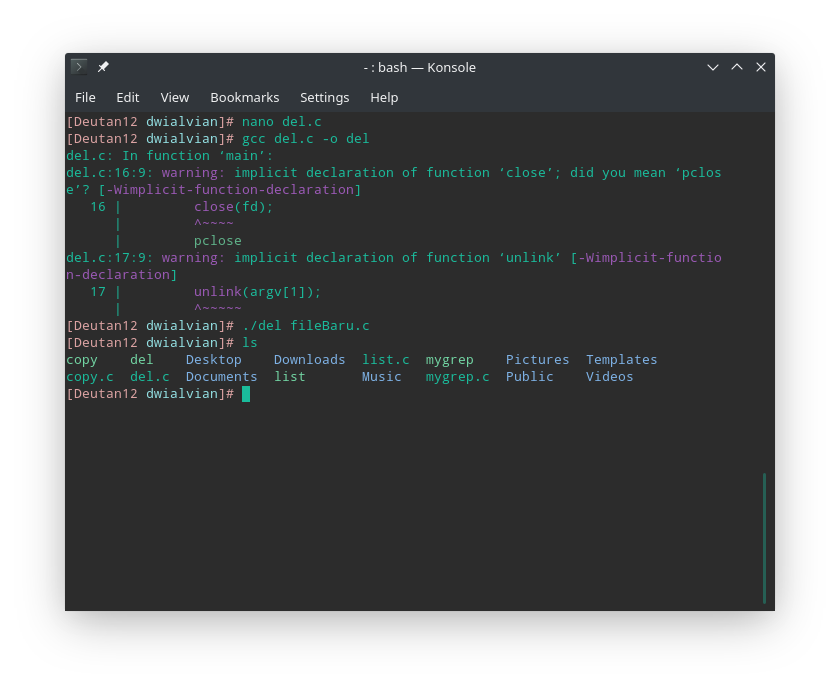 - : bash — Konsole
File Edit View Bookmarks Settings Help
[Deutan12 dwialvian]# nano del.c
[Deutan12 dwialvian]# gcc del.c -o del
del.c: In function ‘main’:
del.c:16:9: warning: implicit declaration of function ‘close’; did you mean ‘pclos
e’? [-Wimplicit-function-declaration]
   16 |         close(fd);
      |         ^~~~~
      |         pclose
del.c:17:9: warning: implicit declaration of function ‘unlink’ [-Wimplicit-functio
n-declaration]
   17 |         unlink(argv[1]);
      |         ^~~~~~
[Deutan12 dwialvian]# ./del fileBaru.c
[Deutan12 dwialvian]# ls
copy    del    Desktop    Downloads  list.c  mygrep    Pictures  Templates
copy.c  del.c  Documents  list       Music   mygrep.c  Public    Videos
[Deutan12 dwialvian]#